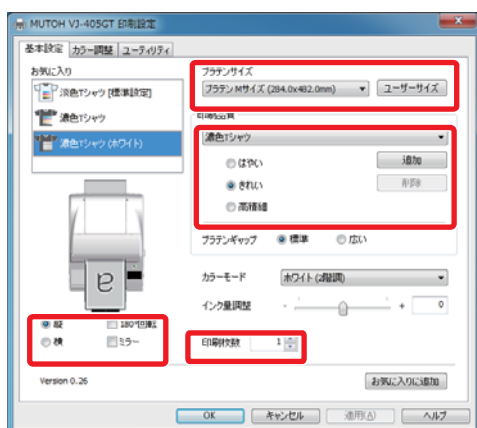 MUTOH VJ-405GT 印刷設定
基本設定 カラー調整 ユーティリティ
お気に入り
淡色Tシャツ [標準設定]
濃色Tシャツ
濃色Tシャツ (ホワイト)
プラテンサイズ
プラテン Mサイズ (284.0x482.0mm) ユーザーサイズ
印刷品質
濃色Tシャツ
はやい 追加
きれい 削除
高精細
プラテンギャップ 標準 広い
カラーモード ホワイト (2階調)
インク量調整 - + 0
縦 180°回転
横 ミラー
印刷枚数 1
Version 0.26
お気に入りに追加
OK キャンセル 適用(A) ヘルプ